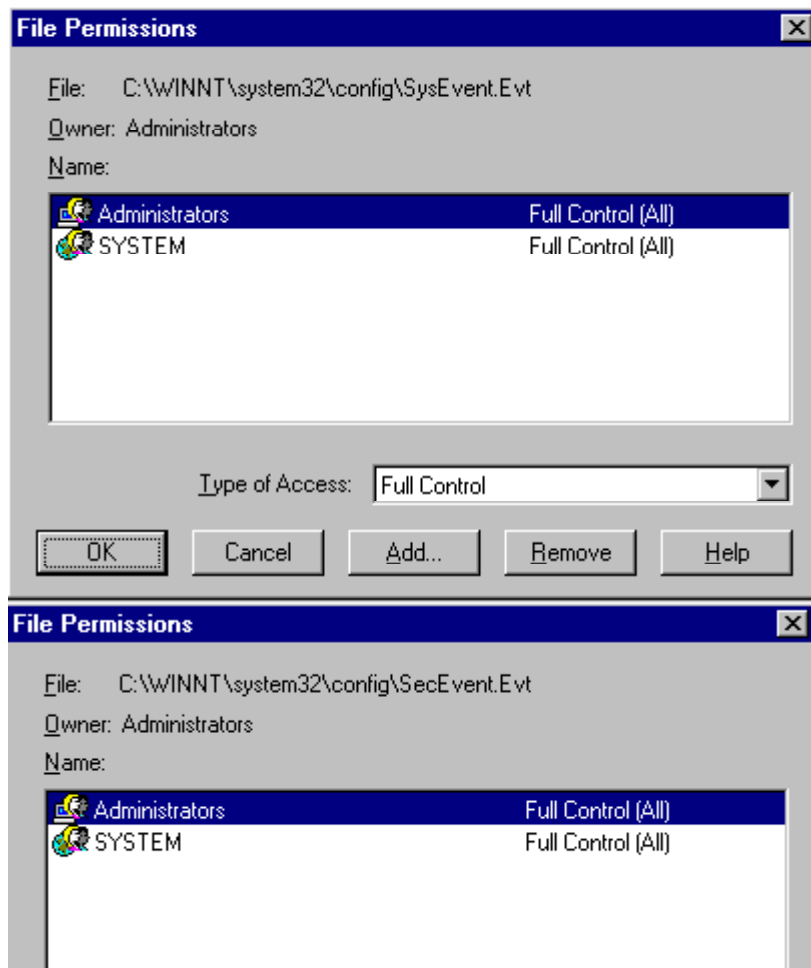 File Permissions
File: C:\WINNT\system32\config\SysEvent.Evt
Owner: Administrators
Name:
Administrators Full Control (All)
SYSTEM Full Control (All)
Type of Access: Full Control
OK Cancel Add... Remove Help
File Permissions
File: C:\WINNT\system32\config\SecEvent.Evt
Owner: Administrators
Name:
Administrators Full Control (All)
SYSTEM Full Control (All)